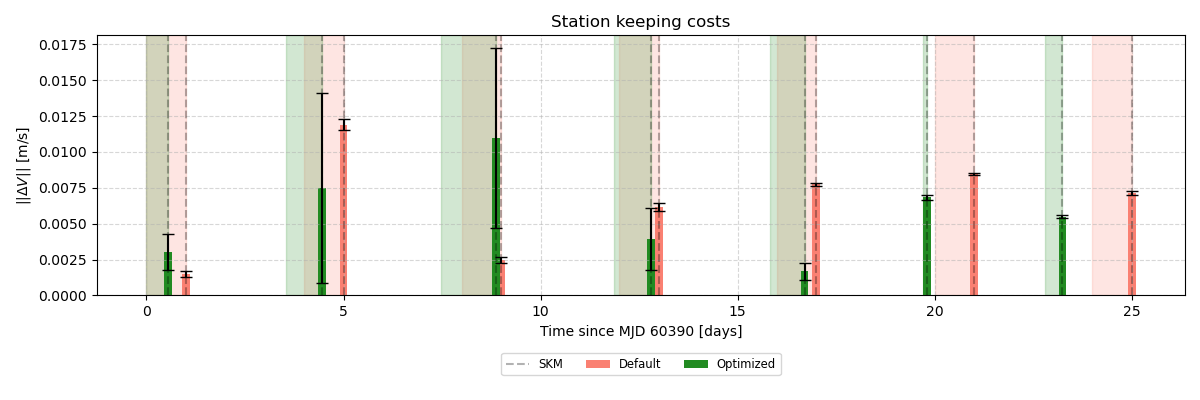 Station keeping costs
0.0175
0.0150
0.0125
0.0100
0.0075
0.0050
0.0025
0.0000
||ΔV|| [m/s]
0 5 10 15 20 25
Time since MJD 60390 [days]
SKM Default Optimized